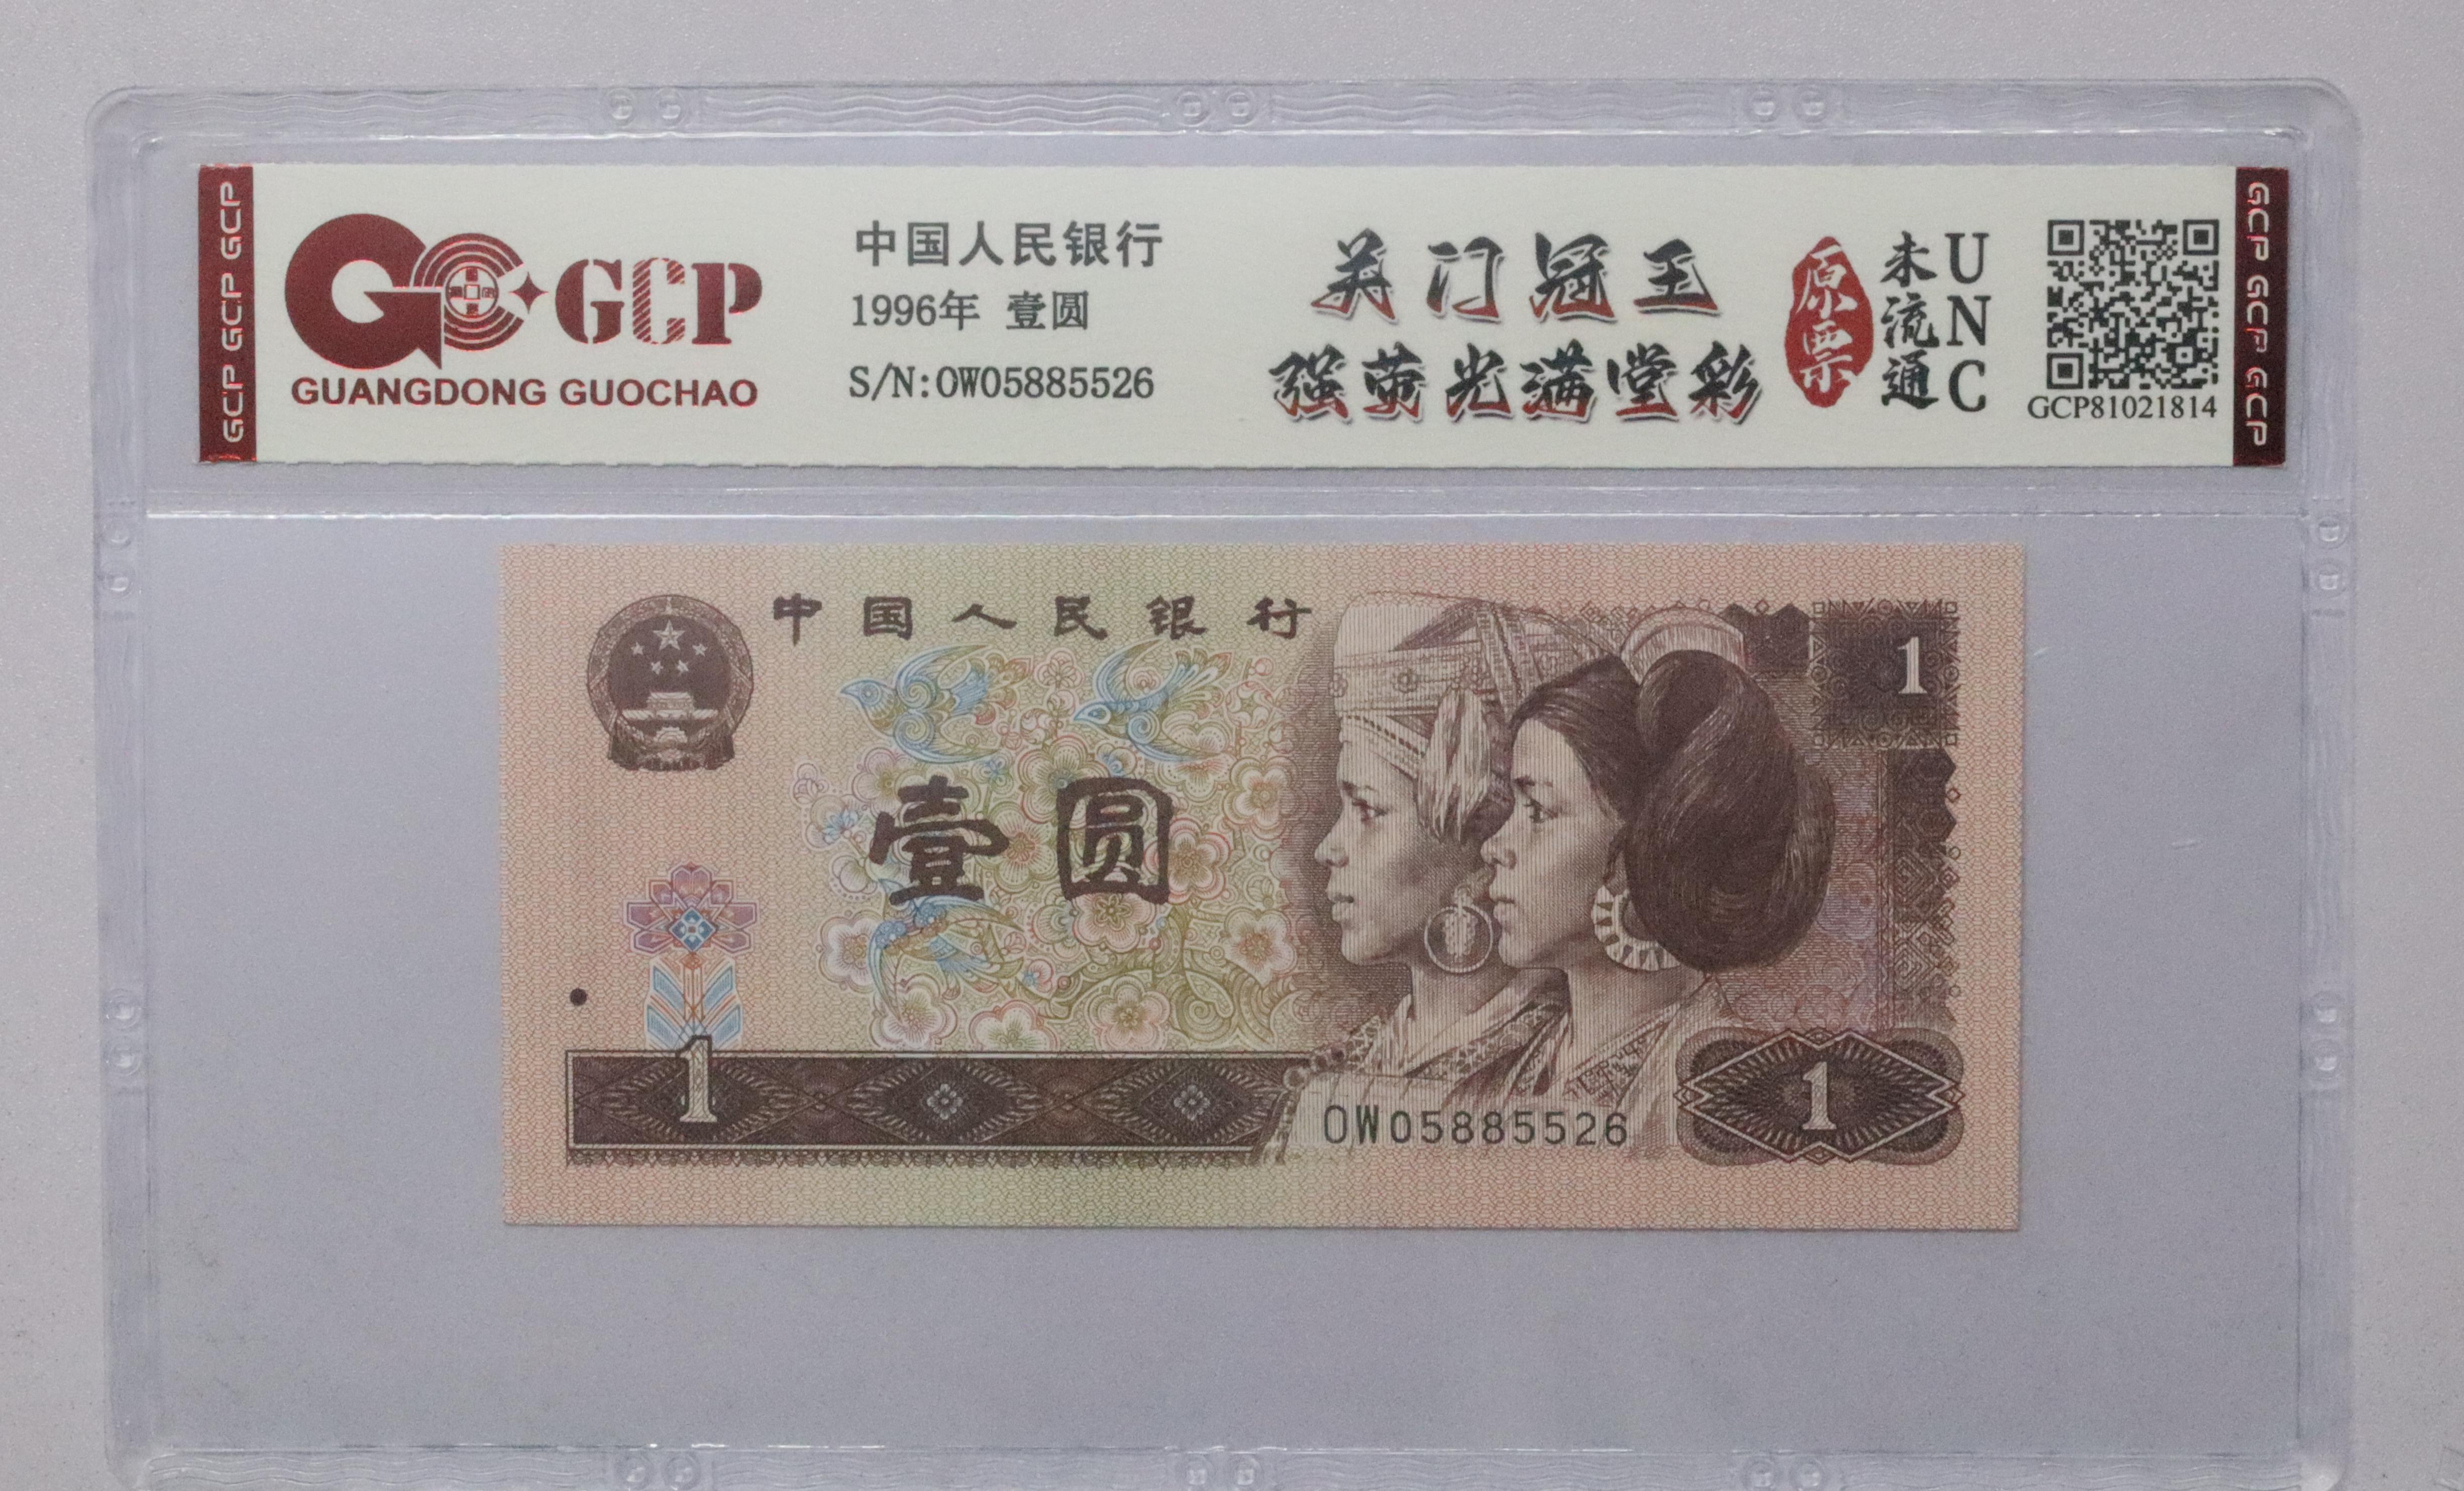 GCP GCP GCP
GCP
GUANGDONG GUOCHAO
中国人民银行
1996年 壹圆
S/N:OW05885526
关门冠王
强荧光满堂彩
原票
未流通
UNC
GCP81021814
GCP GCP GCP
中国人民银行
1
壹圆
1
OW05885526
1